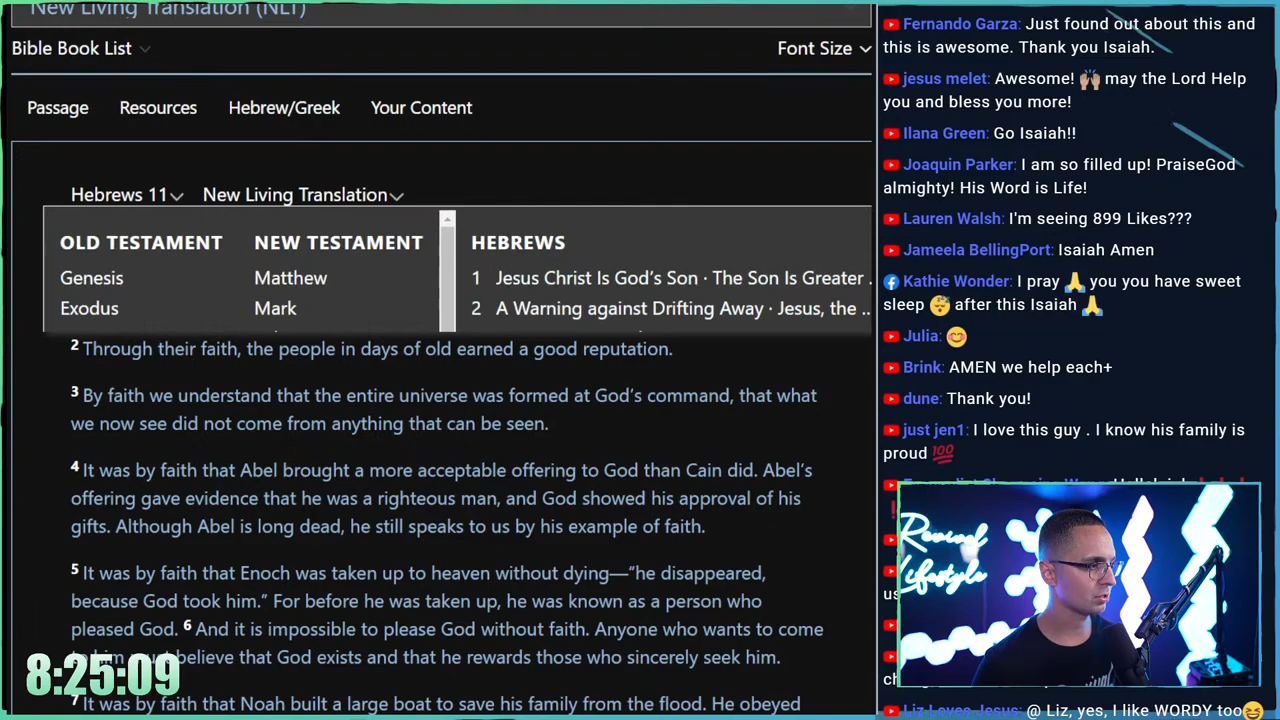 New Living Translation (NLT)
Bible Book List
Font Size
Passage Resources Hebrew/Greek Your Content
Hebrews 11 New Living Translation
OLD TESTAMENT NEW TESTAMENT HEBREWS
Genesis Matthew 1 Jesus Christ Is God's Son · The Son Is Greater .
Exodus Mark 2 A Warning against Drifting Away · Jesus, the ..
2 Through their faith, the people in days of old earned a good reputation.
3 By faith we understand that the entire universe was formed at God's command, that what
we now see did not come from anything that can be seen.
4 It was by faith that Abel brought a more acceptable offering to God than Cain did. Abel's
offering gave evidence that he was a righteous man, and God showed his approval of his
gifts. Although Abel is long dead, he still speaks to us by his example of faith.
5 It was by faith that Enoch was taken up to heaven without dying—"he disappeared,
because God took him." For before he was taken up, he was known as a person who
pleased God. 6 And it is impossible to please God without faith. Anyone who wants to come
believe that God exists and that he rewards those who sincerely seek him.
7 It was by faith that Noah built a large boat to save his family from the flood. He obeyed
8:25:09
Fernando Garza: Just found out about this and
this is awesome. Thank you Isaiah.
jesus melet: Awesome! 🙌🏽 may the Lord Help
you and bless you more!
Ilana Green: Go Isaiah!!
Joaquin Parker: I am so filled up! PraiseGod
almighty! His Word is Life!
Lauren Walsh: I'm seeing 899 Likes???
Jameela BellingPort: Isaiah Amen
Kathie Wonder: I pray 🙏 you you have sweet
sleep 😴 after this Isaiah 🙏
Julia: 😊
Brink: AMEN we help each+
dune: Thank you!
just jen1: I love this guy . I know his family is
proud 💯
Revival
Lifestyle
us
Liz Loves Jesus: @ Liz, yes, I like WORDY too😆